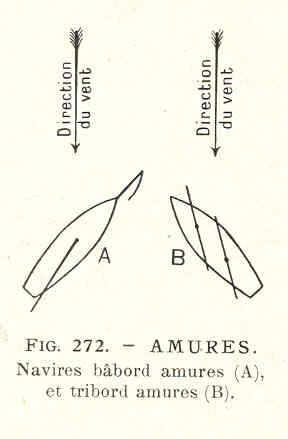 Direction
du vent
Direction
du vent
A
B
FIG. 272. — AMURES.
Navires bâbord amures (A),
et tribord amures (B).